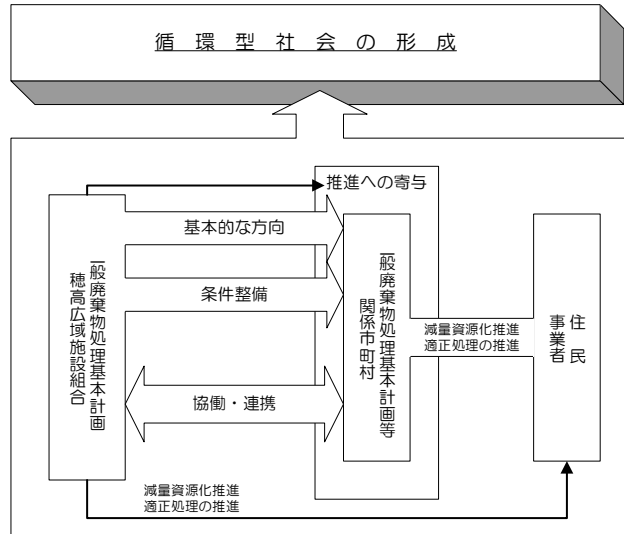 循環型社会の形成
推進への寄与
基本的な方向
条件整備
協働・連携
一般廃棄物処理基本計画
穂高広域施設組合
一般廃棄物処理基本計画等
関係市町村
減量資源化推進
適正処理の推進
住民
事業者
減量資源化推進
適正処理の推進